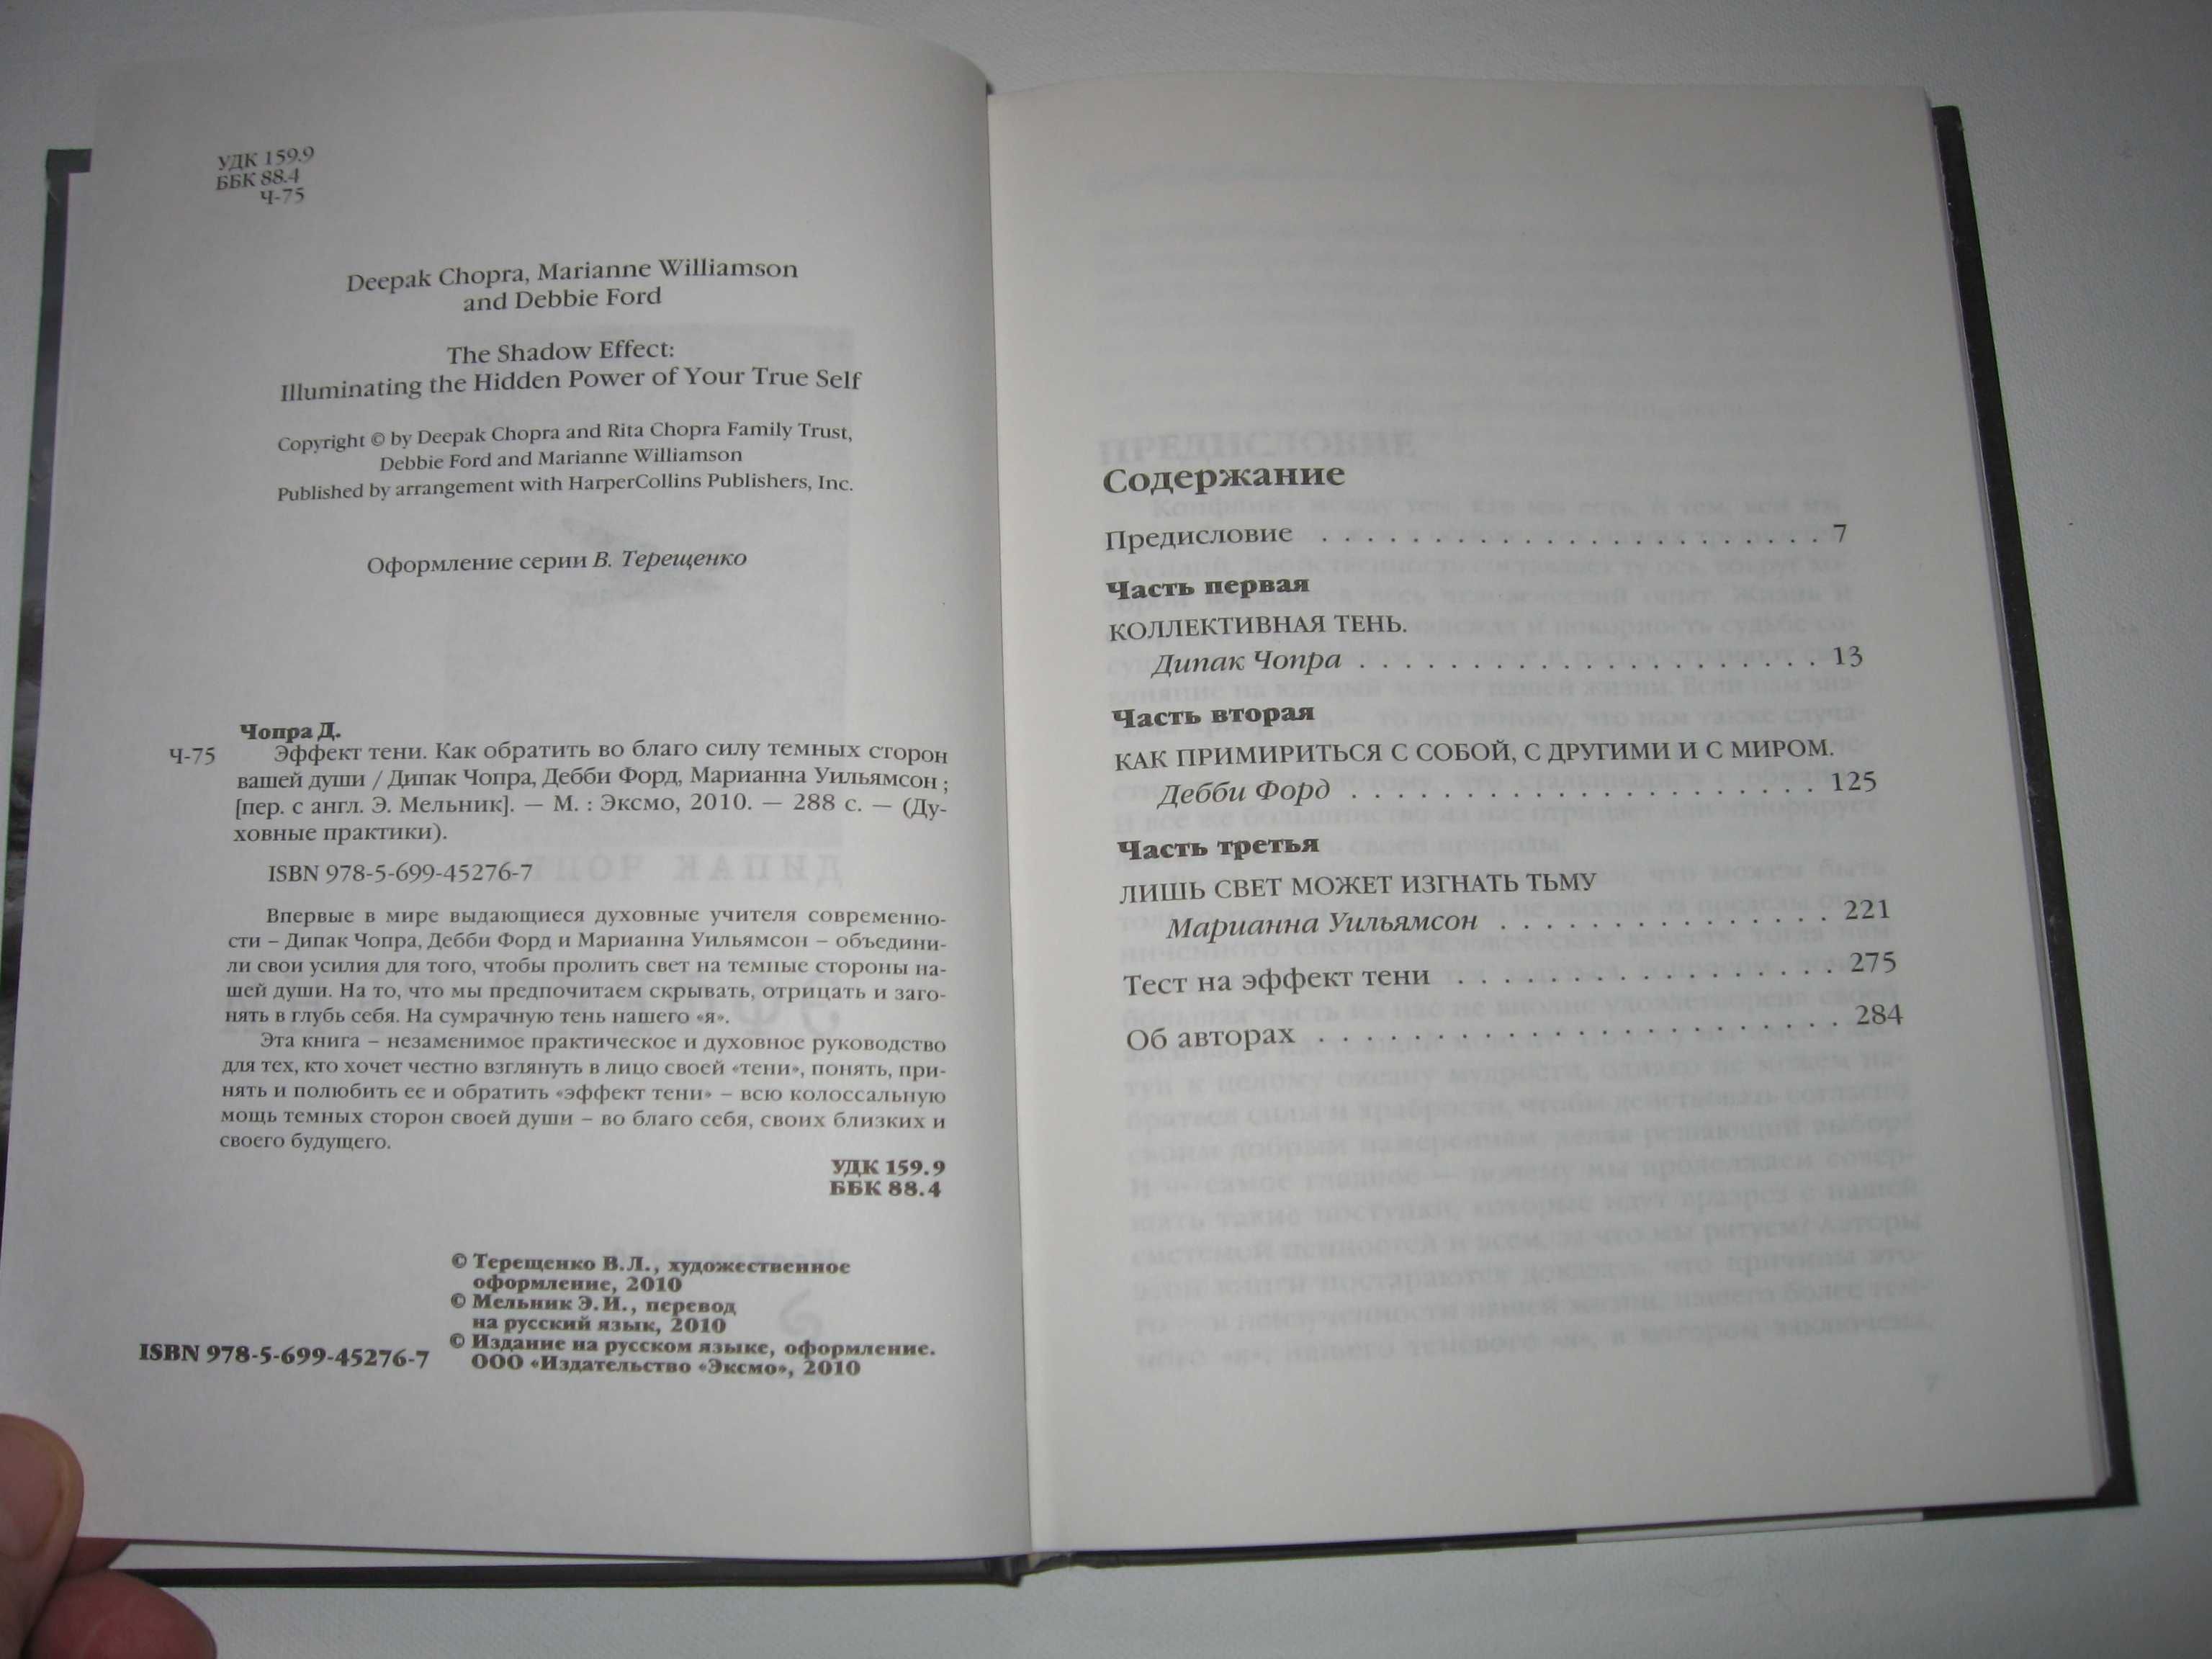 УДК 159.9
ББК 88.4
Ч-75
Deepak Chopra, Marianne Williamson
and Debbie Ford
The Shadow Effect:
Illuminating the Hidden Power of Your True Self
Copyright © by Deepak Chopra and Rita Chopra Family Trust,
Debbie Ford and Marianne Williamson
Published by arrangement with HarperCollins Publishers, Inc.
Оформление серии В. Терещенко
Чопра Д.
Ч-75 Эффект тени. Как обратить во благо силу темных сторон
вашей души / Дипак Чопра, Дебби Форд, Марианна Уильямсон ;
[пер. с англ. Э. Мельник]. — М. : Эксмо, 2010. — 288 с. — (Ду-
ховные практики).
ISBN 978-5-699-45276-7
Впервые в мире выдающиеся духовные учителя современно-
сти – Дипак Чопра, Дебби Форд и Марианна Уильямсон – объедини-
ли свои усилия для того, чтобы пролить свет на темные стороны на-
шей души. На то, что мы предпочитаем скрывать, отрицать и заго-
нять в глубь себя. На сумрачную тень нашего «я».
Эта книга – незаменимое практическое и духовное руководство
для тех, кто хочет честно взглянуть в лицо своей «тени», понять, при-
нять и полюбить ее и обратить «эффект тени» – всю колоссальную
мощь темных сторон своей души – во благо себя, своих близких и
своего будущего.
УДК 159.9
ББК 88.4
© Терещенко В.Л., художественное
оформление, 2010
© Мельник Э.И., перевод
на русский язык, 2010
© Издание на русском языке, оформление.
ООО «Издательство «Эксмо», 2010
ISBN 978-5-699-45276-7
Содержание
Предисловие . . . . . . . . . . . . . . . . . . . . . . . 7
Часть первая
КОЛЛЕКТИВНАЯ ТЕНЬ.
Дипак Чопра . . . . . . . . . . . . . . . . . . . . . 13
Часть вторая
КАК ПРИМИРИТЬСЯ С СОБОЙ, С ДРУГИМИ И С МИРОМ.
Дебби Форд . . . . . . . . . . . . . . . . . . . . . 125
Часть третья
ЛИШЬ СВЕТ МОЖЕТ ИЗГНАТЬ ТЬМУ
Марианна Уильямсон . . . . . . . . . . . . . . . 221
Тест на эффект тени . . . . . . . . . . . . . . . . . 275
Об авторах . . . . . . . . . . . . . . . . . . . . . . . 284